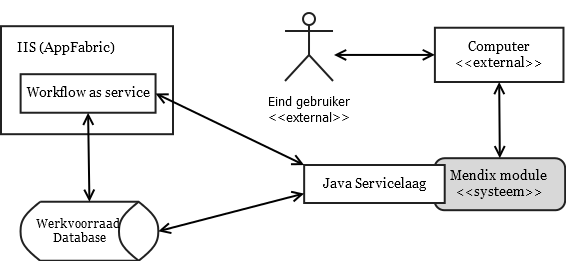 IIS (AppFabric)
Workflow as service
Eind gebruiker
<<external>>
Computer
<<external>>
Java Servicelaag
Mendix module
<<systeem>>
Werkvoorraad
Database